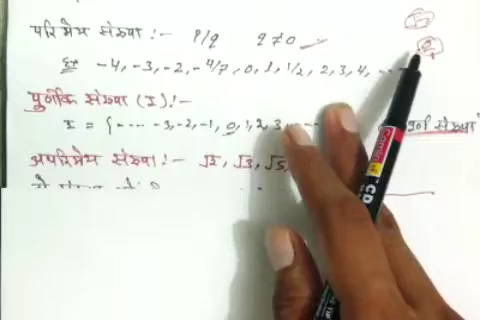 परिमेय संख्या :- P/q q ≠ 0
Ex -4, -3, -2, -4/7, 0, 1, 1/2, 2, 3, 4, ...
पूर्णांक संख्या (I) :-
I = {.... -3, -2, -1, 0, 1, 2, 3, ... पूर्ण संख्या
अपरिमेय संख्या :- √2, √3, √5,